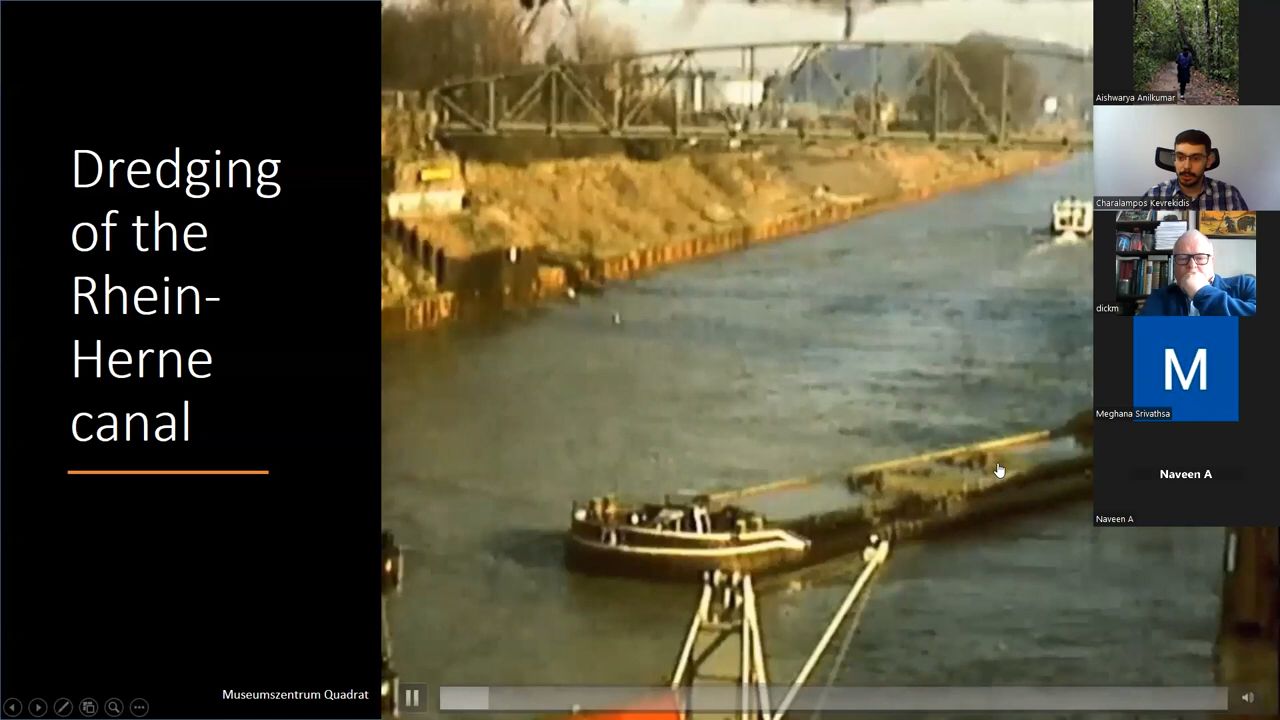 Dredging
of the
Rhein-
Herne
canal
Museumszentrum Quadrat
Aishwarya Anilkumar
Charalampos Kevrekidis
dickm
M
Meghana Srivathsa
Naveen A
Naveen A